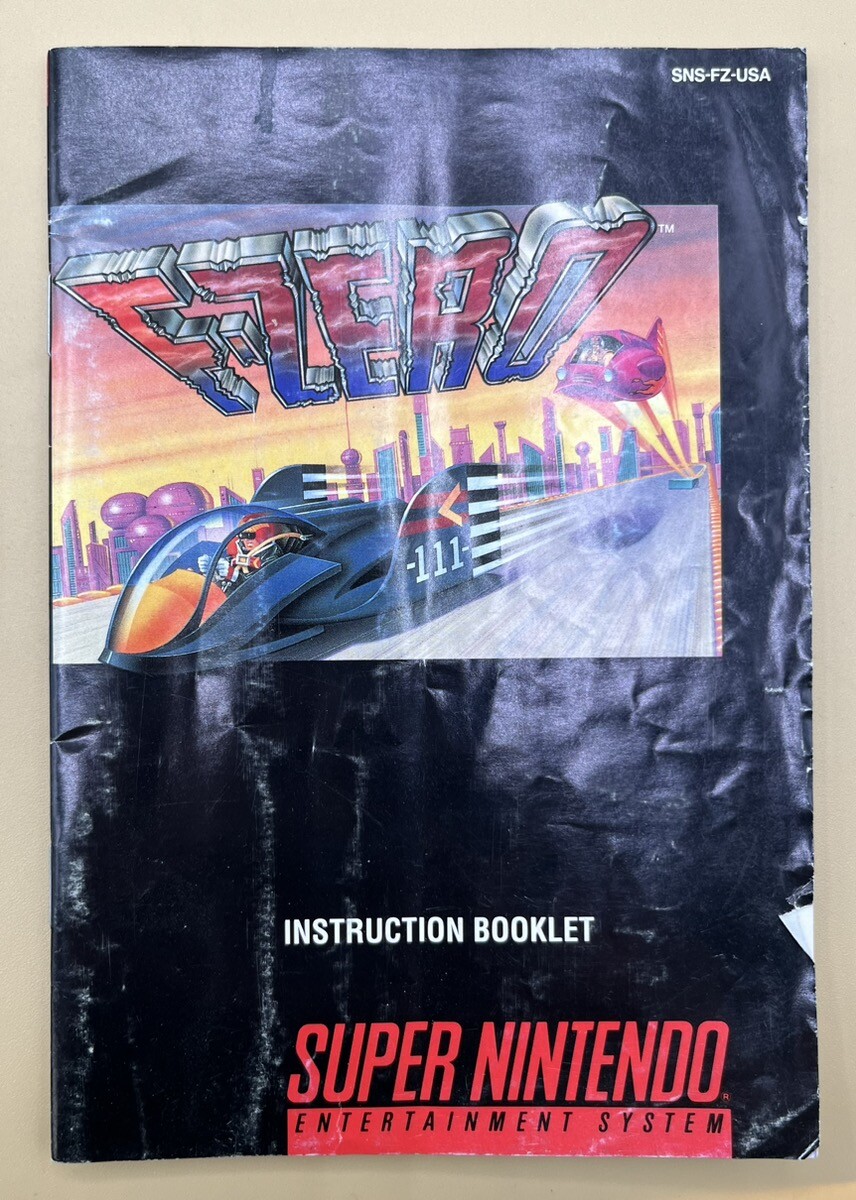 SNS-FZ-USA
F-ZERO™
-111-
INSTRUCTION BOOKLET
SUPER NINTENDO®
ENTERTAINMENT SYSTEM